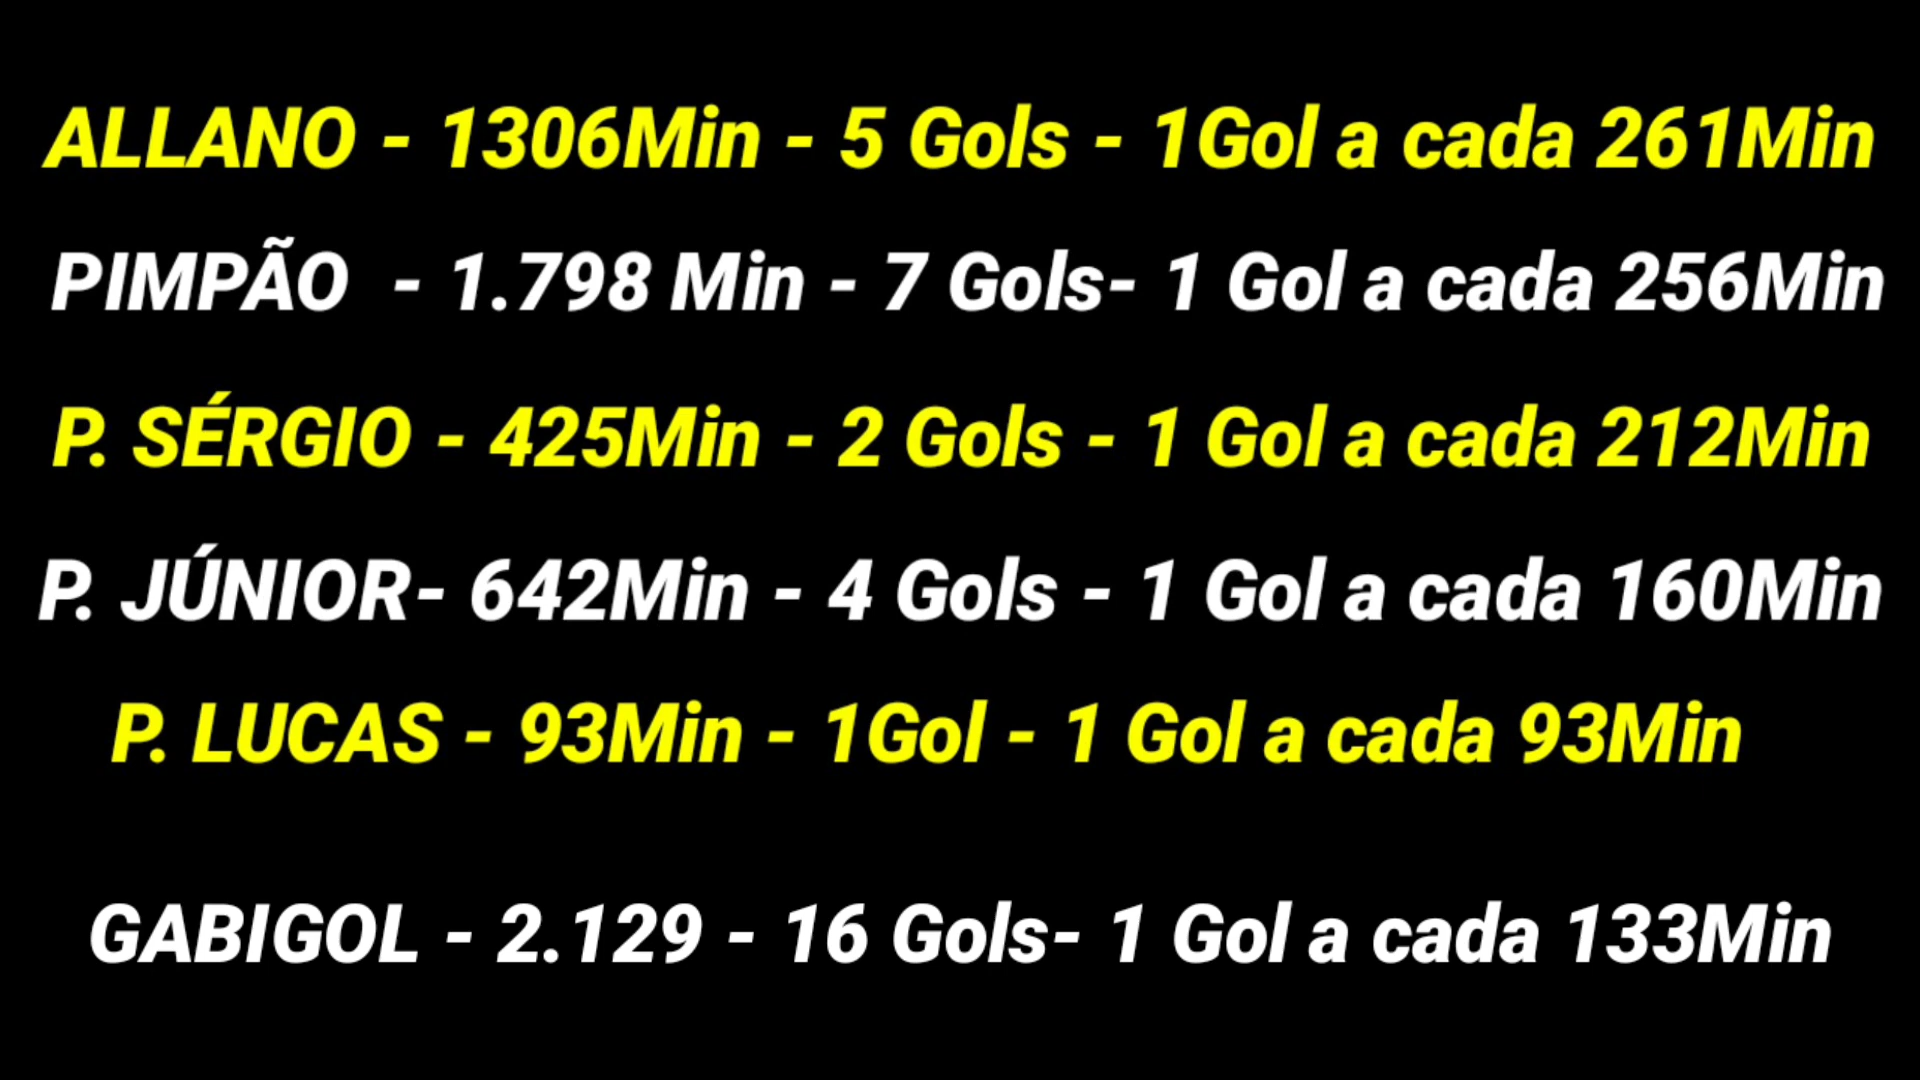 ALLANO - 1306Min - 5 Gols - 1Gol a cada 261Min
PIMPÃO - 1.798 Min - 7 Gols- 1 Gol a cada 256Min
P. SÉRGIO - 425Min - 2 Gols - 1 Gol a cada 212Min
P. JÚNIOR- 642Min - 4 Gols - 1 Gol a cada 160Min
P. LUCAS - 93Min - 1Gol - 1 Gol a cada 93Min
GABIGOL - 2.129 - 16 Gols- 1 Gol a cada 133Min